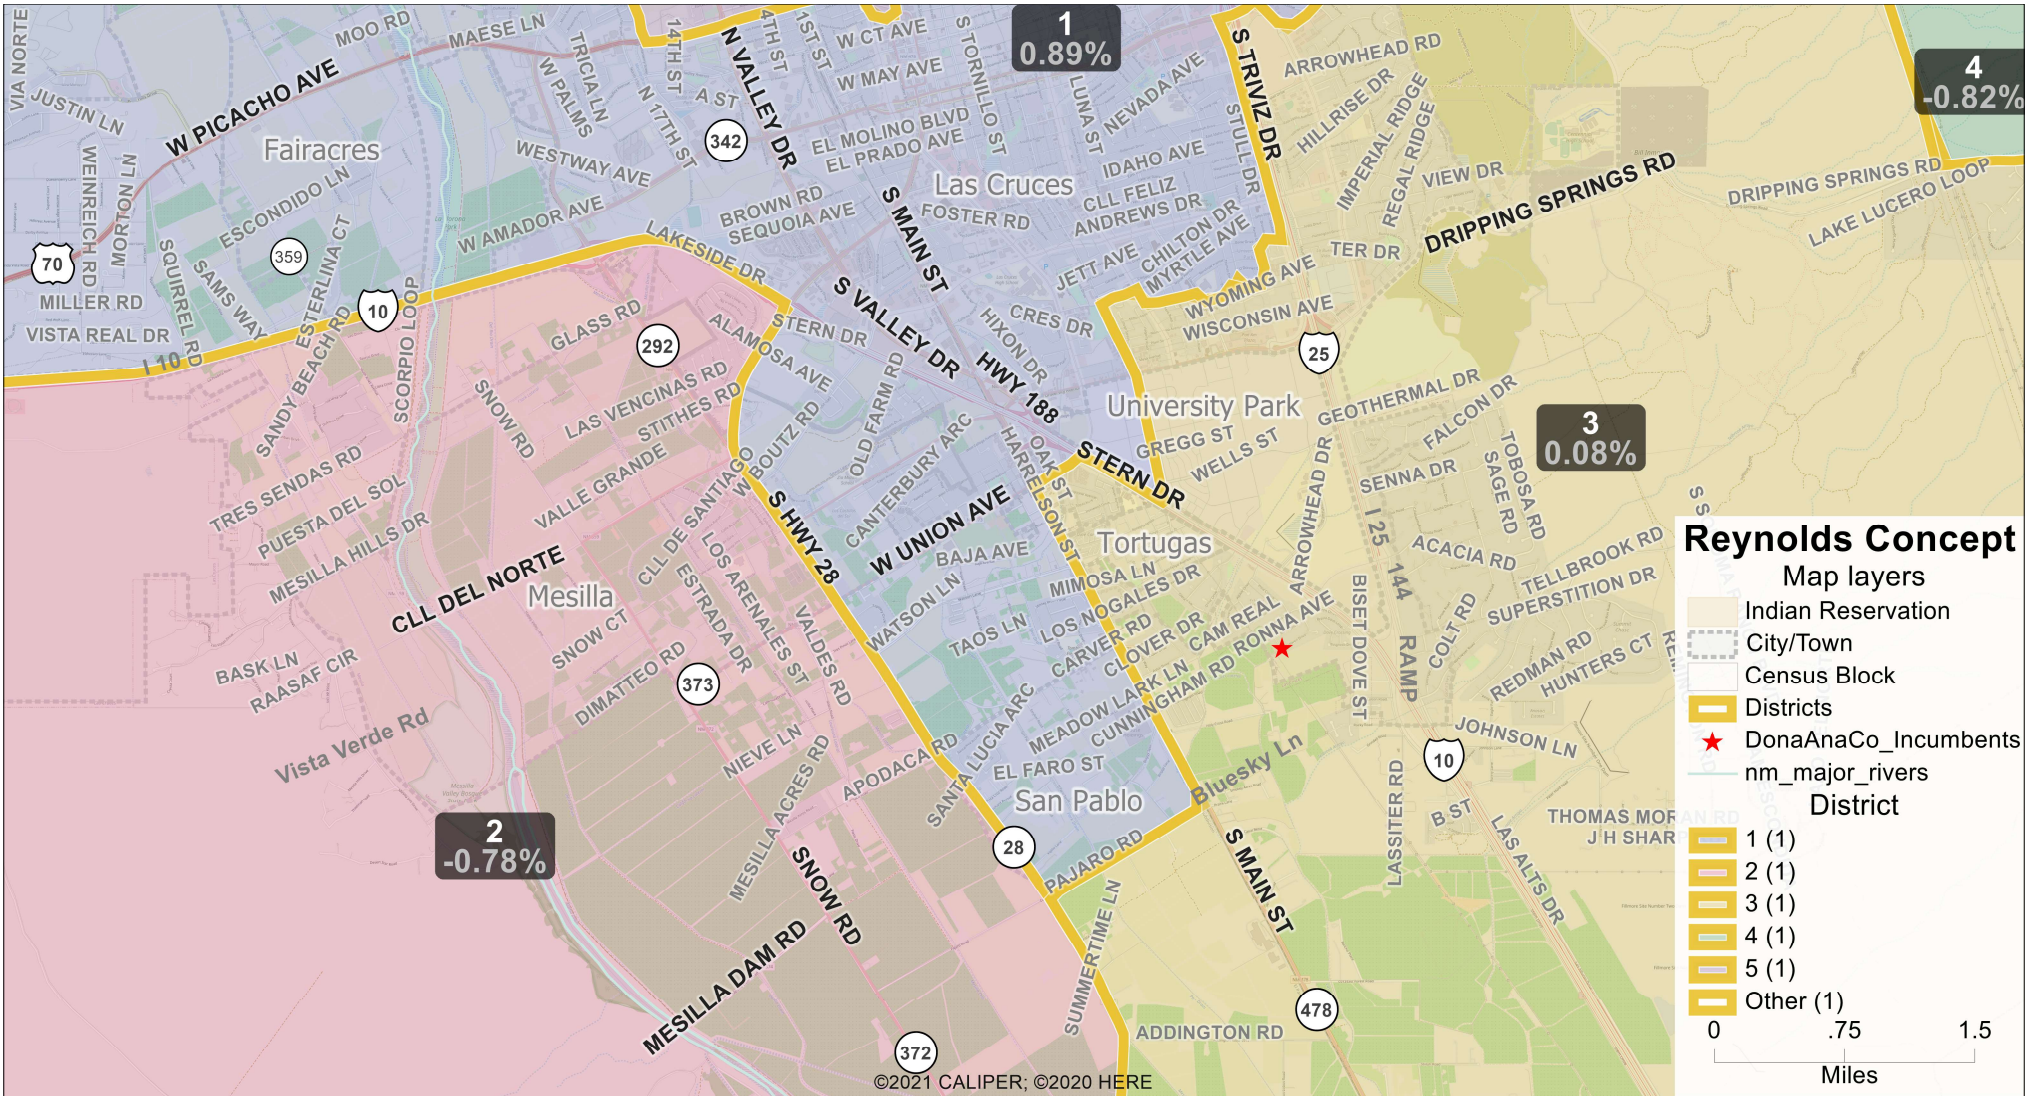 MOO RD
MAESE LN
14TH ST
N VALLEY DR
4TH ST
1ST ST
W CT AVE
S TORNILLO ST
1
0.89%
S TRIVIZ DR
ARROWHEAD RD
4
-0.82%
VIA NORTE
JUSTIN LN
W PICACHO AVE
Fairacres
TRICIA LN
W PALMS
N 17TH ST
A ST
342
W MAY AVE
EL MOLINO BLVD
EL PRADO AVE
LUNA ST
NEVADA AVE
STULL DR
HILLRISE DR
IMPERIAL RIDGE
REGAL RIDGE
VIEW DR
DRIPPING SPRINGS RD
DRIPPING SPRINGS RD
LAKE LUCERO LOOP
WEINREICH RD
MORTON LN
ESCONDIDO LN
WESTWAY AVE
Las Cruces
IDAHO AVE
CLL FELIZ
ANDREWS DR
BROWN RD
SEQUOIA AVE
S MAIN ST
FOSTER RD
W AMADOR AVE
LAKESIDE DR
70
359
SQUIRREL RD
SAMS WAY
ESTERLINA CT
JETT AVE
CHILTON DR
MYRTLE AVE
TER DR
MILLER RD
VISTA REAL DR
10
I 10
SCORPIO LOOP
SANDY BEACH RD
GLASS RD
292
ALAMOSA AVE
STERN DR
S VALLEY DR
CRES DR
HIXON DR
HWY 188
WYOMING AVE
WISCONSIN AVE
25
SNOW RD
LAS VENCINAS RD
STITHES RD
OLD FARM RD
University Park
GEOTHERMAL DR
FALCON DR
3
0.08%
TRES SENDAS RD
PUESTA DEL SOL
MESILLA HILLS DR
VALLE GRANDE
W BOUTZ RD
CLL DE SANTIAGO
S HWY 28
CANTERBURY ARC
HARRELSON ST
OAK ST
STERN DR
GREGG ST
WELLS ST
ARROWHEAD DR
SENNA DR
SAGE RD
TOBOSA RD
I 25
144
RAMP
CLL DEL NORTE
Mesilla
LOS ARENALES ST
ESTRADA DR
VALDES RD
W UNION AVE
BAJA AVE
WATSON LN
TAOS LN
Tortugas
MIMOSA LN
LOS NOGALES DR
CARVER RD
CLOVER DR
CAM REAL
RONNA AVE
MEADOW LARK LN
CUNNINGHAM RD
BISET DOVE ST
ACACIA RD
TELLBROOK RD
SUPERSTITION DR
COLT RD
REDMAN RD
HUNTERS CT
JOHNSON LN
BASK LN
RAASAF CIR
Vista Verde Rd
SNOW CT
DIMATTEO RD
373
NIEVE LN
MESILLA ACRES RD
APODACA RD
SANTA LUCIA ARC
EL FARO ST
San Pablo
Bluesky Ln
10
LASSITER RD
B ST
LAS ALTS DR
THOMAS MORAN RD
J H SHARP
2
-0.78%
SNOW RD
28
PAJARO RD
S MAIN ST
MESILLA DAM RD
SUMMERTIME LN
372
ADDINGTON RD
478
©2021 CALIPER; ©2020 HERE
Reynolds Concept
Map layers
Indian Reservation
City/Town
Census Block
Districts
DonaAnaCo_Incumbents
nm_major_rivers
District
1 (1)
2 (1)
3 (1)
4 (1)
5 (1)
Other (1)
0 .75 1.5
Miles